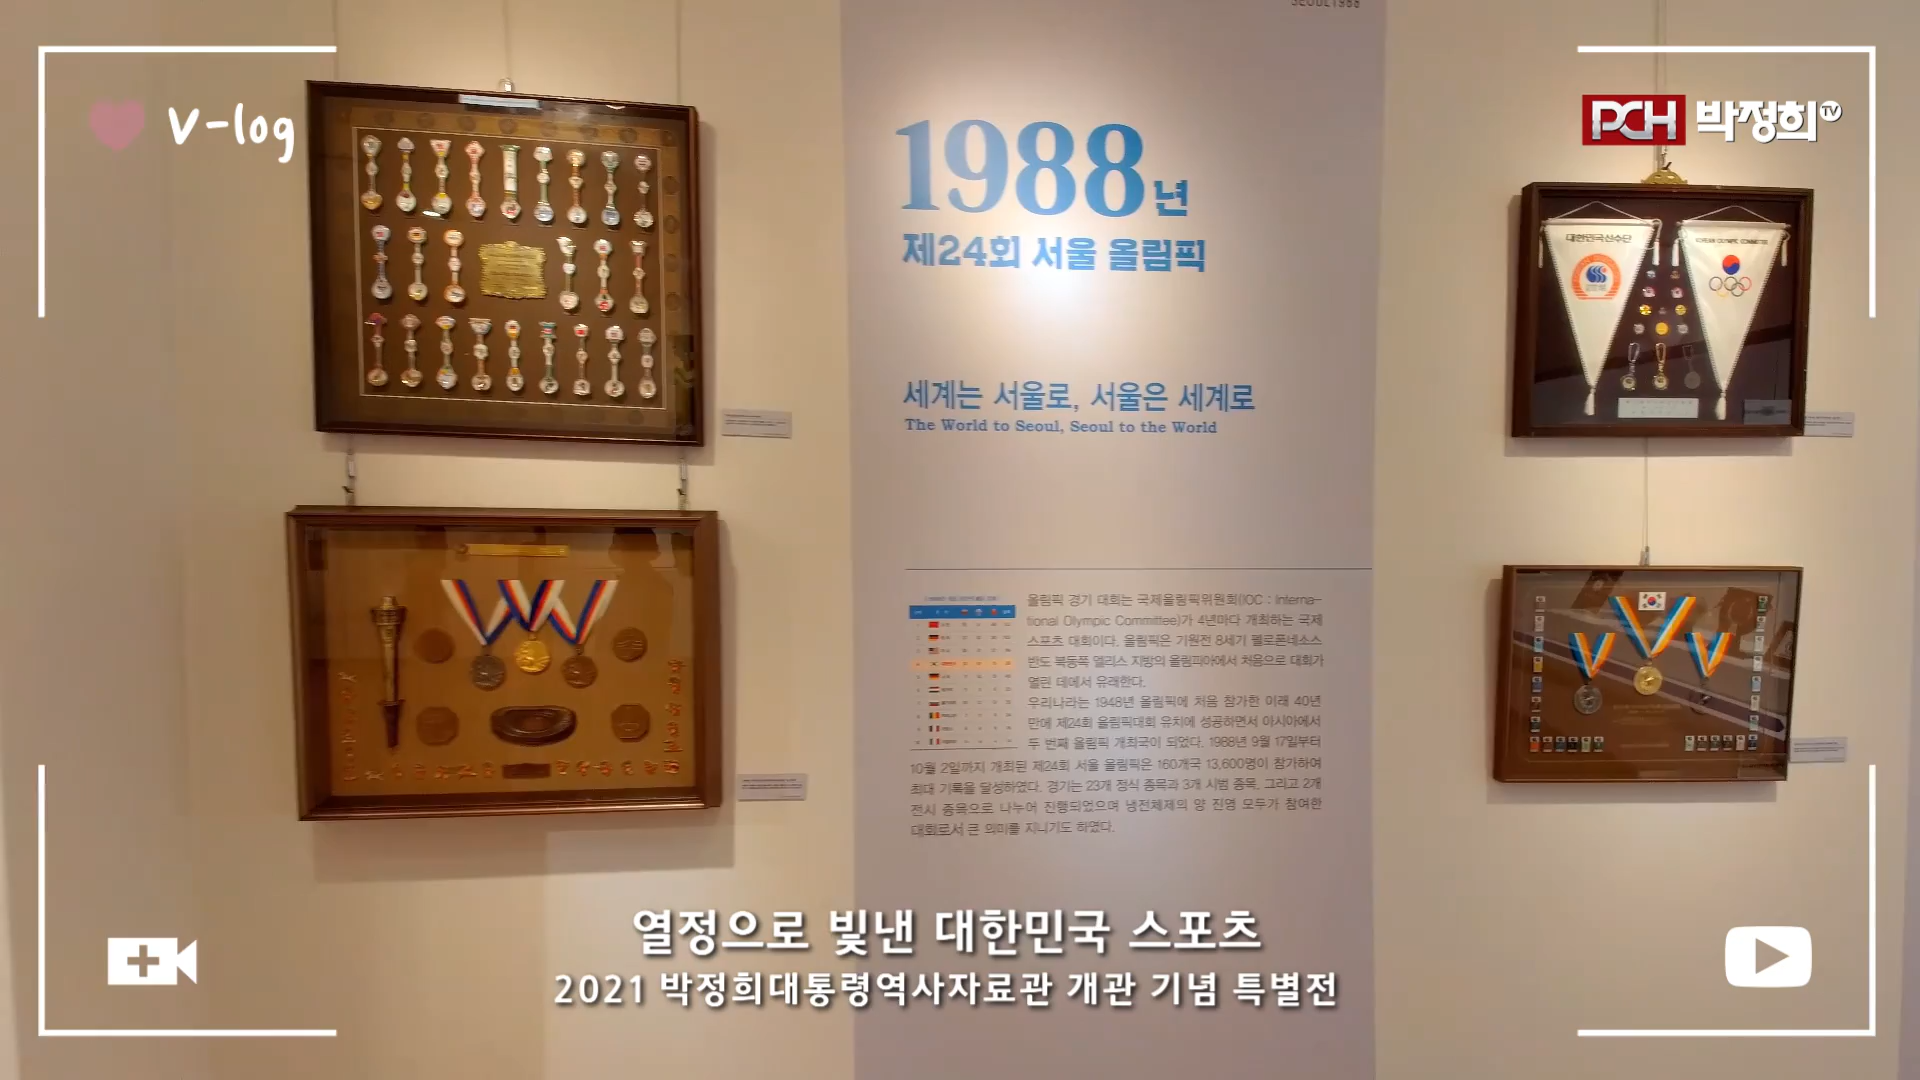 SEOUL1988
V-log
PCH 박정희TV
1988년
제24회 서울 올림픽
대한민국선수단
KOREAN OLYMPIC COMMITTEE
세계는 서울로, 서울은 세계로
The World to Seoul, Seoul to the World
올림픽 경기 대회는 국제올림픽위원회(IOC : Interna-
tional Olympic Committee)가 4년마다 개최하는 국제
스포츠 대회이다. 올림픽은 기원전 8세기 펠로폰네소스
반도 북동쪽 엘리스 지방의 올림피아에서 처음으로 대회가
열린 데에서 유래한다.
우리나라는 1948년 올림픽에 처음 참가한 이래 40년
만에 제24회 올림픽대회 유치에 성공하면서 아시아에서
두 번째 올림픽 개최국이 되었다. 1988년 9월 17일부터
10월 2일까지 개최된 제24회 서울 올림픽은 160개국 13,600명이 참가하여
최대 기록을 달성하였다. 경기는 23개 정식 종목과 3개 시범 종목, 그리고 2개
전시 종목으로 나누어 진행되었으며 냉전체제의 양 진영 모두가 참여한
대회로서 큰 의미를 지니기도 하였다.
열정으로 빛낸 대한민국 스포츠
2021 박정희대통령역사자료관 개관 기념 특별전